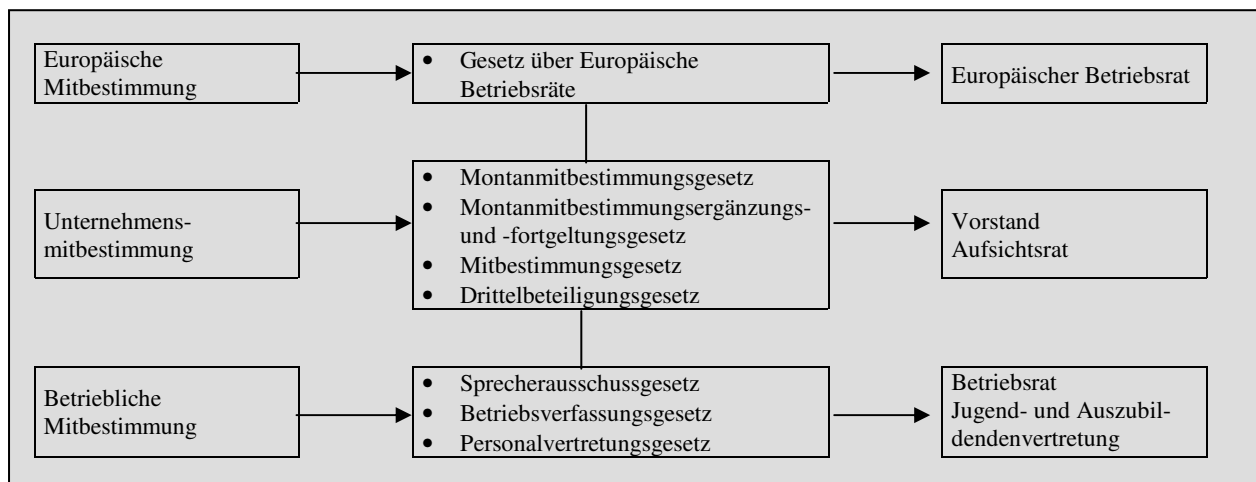 Europäische
Mitbestimmung
• Gesetz über Europäische
Betriebsräte
Europäischer Betriebsrat
Unternehmens-
mitbestimmung
• Montanmitbestimmungsgesetz
• Montanmitbestimmungsergänzungs-
und -fortgeltungsgesetz
• Mitbestimmungsgesetz
• Drittelbeteiligungsgesetz
Vorstand
Aufsichtsrat
Betriebliche
Mitbestimmung
• Sprecherausschussgesetz
• Betriebsverfassungsgesetz
• Personalvertretungsgesetz
Betriebsrat
Jugend- und Auszubil-
dendenvertretung